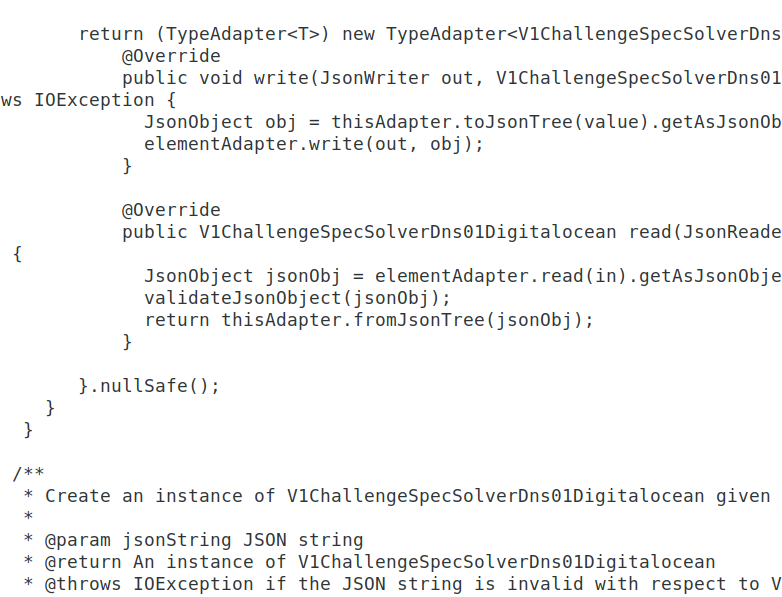 return (TypeAdapter<T>) new TypeAdapter<V1ChallengeSpecSolverDns
@Override
public void write(JsonWriter out, V1ChallengeSpecSolverDns01
ws IOException {
JsonObject obj = thisAdapter.toJsonTree(value).getAsJsonOb
elementAdapter.write(out, obj);
}
@Override
public V1ChallengeSpecSolverDns01Digitalocean read(JsonReade
{
JsonObject jsonObj = elementAdapter.read(in).getAsJsonObje
validateJsonObject(jsonObj);
return thisAdapter.fromJsonTree(jsonObj);
}
}.nullSafe();
}
}
/**
* Create an instance of V1ChallengeSpecSolverDns01Digitalocean given
*
* @param jsonString JSON string
* @return An instance of V1ChallengeSpecSolverDns01Digitalocean
* @throws IOException if the JSON string is invalid with respect to V